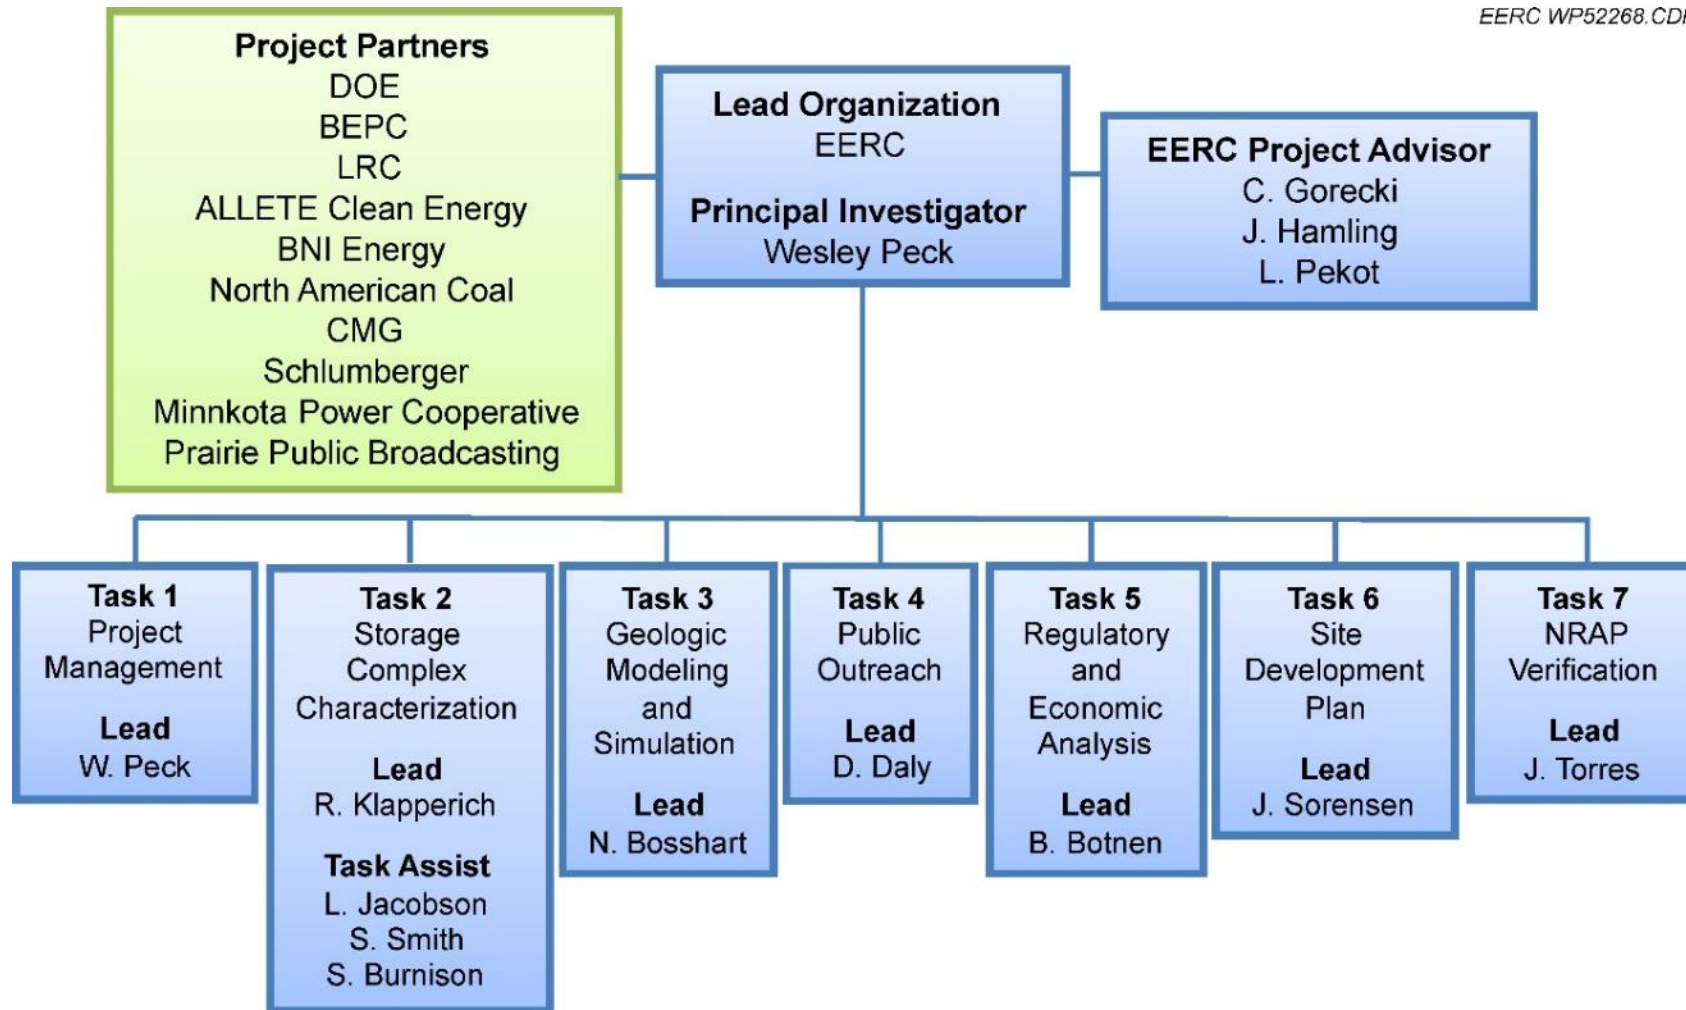 EERC WP52268.CDR
Project Partners
DOE
BEPC
LRC
ALLETE Clean Energy
BNI Energy
North American Coal
CMG
Schlumberger
Minnkota Power Cooperative
Prairie Public Broadcasting
Lead Organization
EERC
Principal Investigator
Wesley Peck
EERC Project Advisor
C. Gorecki
J. Hamling
L. Pekot
Task 1
Project
Management
Lead
W. Peck
Task 2
Storage
Complex
Characterization
Lead
R. Klapperich
Task Assist
L. Jacobson
S. Smith
S. Burnison
Task 3
Geologic
Modeling
and
Simulation
Lead
N. Bosshart
Task 4
Public
Outreach
Lead
D. Daly
Task 5
Regulatory
and
Economic
Analysis
Lead
B. Botnen
Task 6
Site
Development
Plan
Lead
J. Sorensen
Task 7
NRAP
Verification
Lead
J. Torres